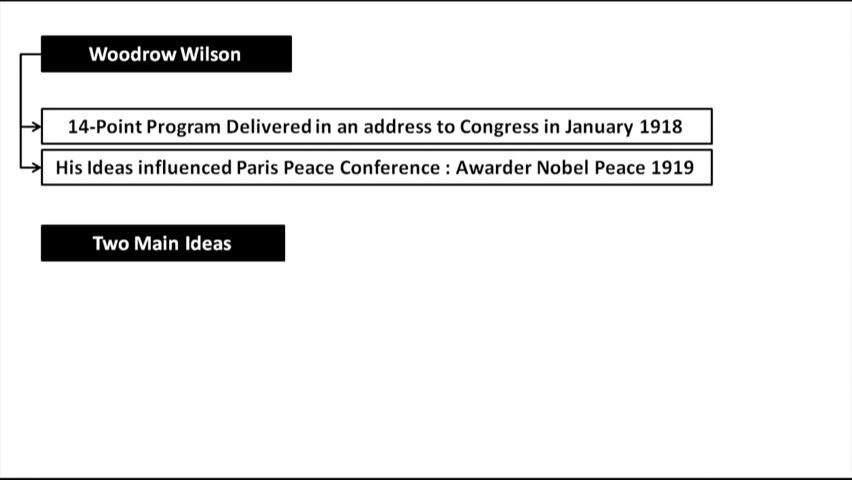 Woodrow Wilson
14-Point Program Delivered in an address to Congress in January 1918
His Ideas influenced Paris Peace Conference : Awarder Nobel Peace 1919
Two Main Ideas